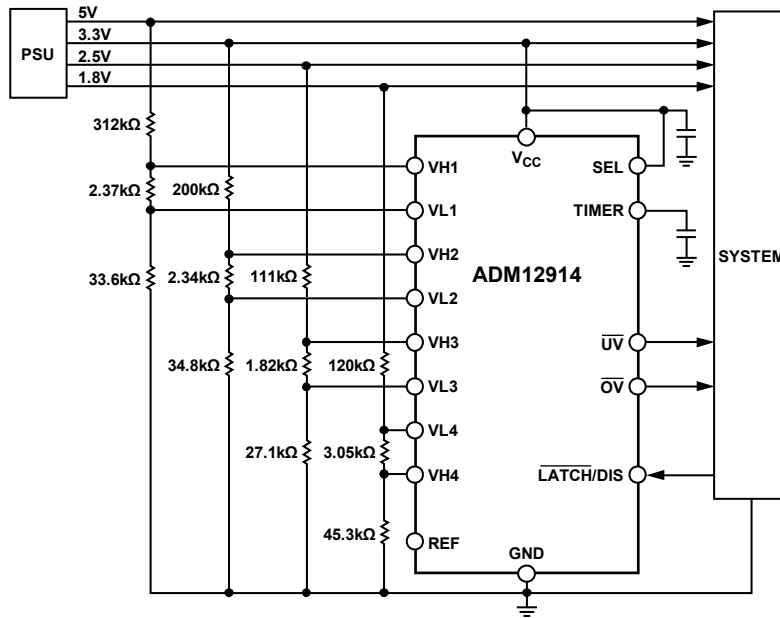 5V
3.3V
2.5V
1.8V
PSU
312kΩ
2.37kΩ
33.6kΩ
200kΩ
2.34kΩ
34.8kΩ
111kΩ
1.82kΩ
27.1kΩ
120kΩ
3.05kΩ
45.3kΩ
VCC
VH1
VL1
VH2
VL2
VH3
VL3
VL4
VH4
REF
ADM12914
SEL
TIMER
UV
OV
LATCH/DIS
GND
SYSTEM